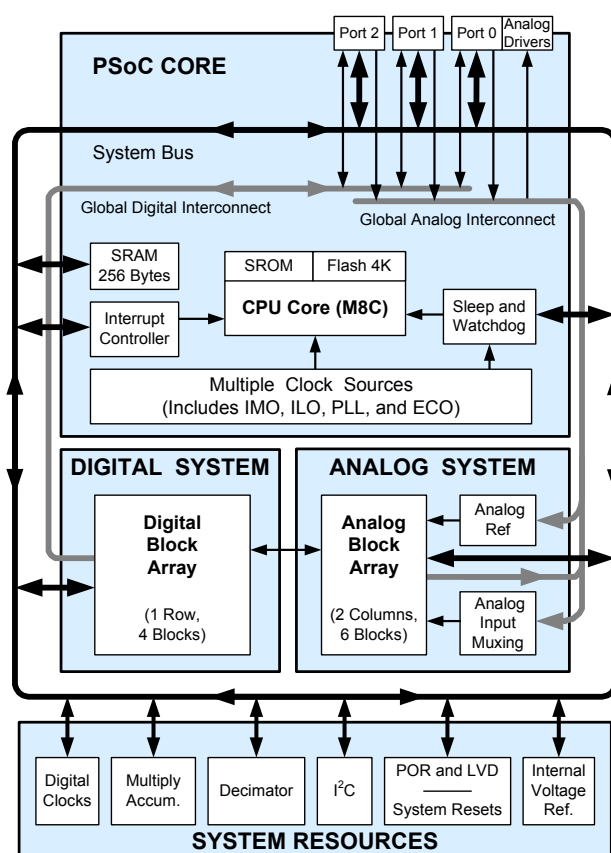 Port 2
Port 1
Port 0
Analog
Drivers
PSoC CORE
System Bus
Global Digital Interconnect
Global Analog Interconnect
SRAM
256 Bytes
SROM
Flash 4K
CPU Core (M8C)
Interrupt
Controller
Sleep and
Watchdog
Multiple Clock Sources
(Includes IMO, ILO, PLL, and ECO)
DIGITAL SYSTEM
Digital
Block
Array
(1 Row,
4 Blocks)
ANALOG SYSTEM
Analog
Block
Array
(2 Columns,
6 Blocks)
Analog
Ref
Analog
Input
Muxing
Digital
Clocks
Multiply
Accum.
Decimator
I²C
POR and LVD
System Resets
Internal
Voltage
Ref.
SYSTEM RESOURCES